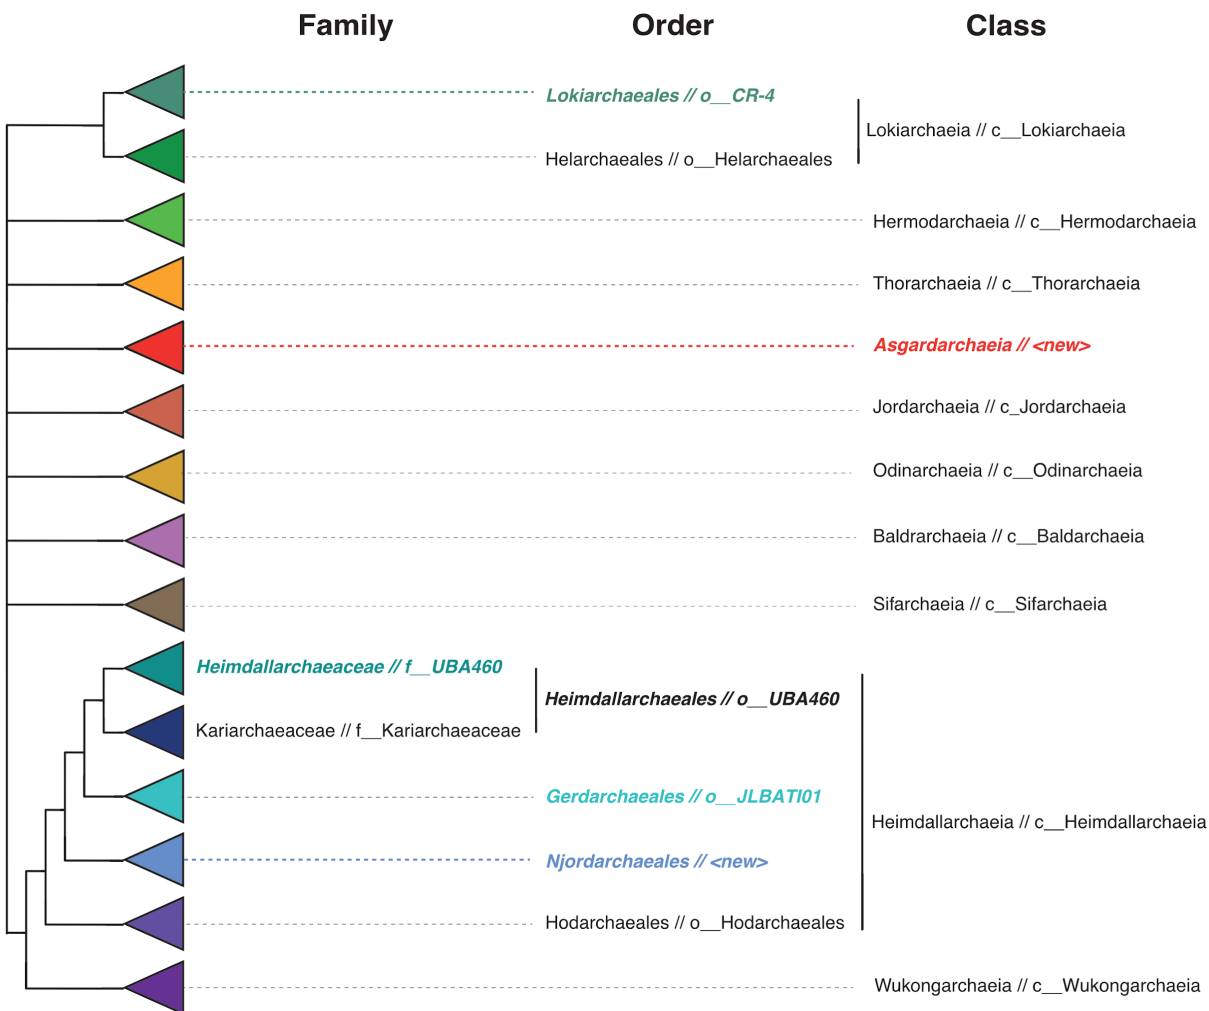 Family Order Class
Lokiarchaeales // o__CR-4
Lokiarchaeia // c__Lokiarchaeia
Helarchaeales // o__Helarchaeales
Hermodarchaeia // c__Hermodarchaeia
Thorarchaeia // c__Thorarchaeia
Asgardarchaeia // <new>
Jordarchaeia // c_Jordarchaeia
Odinarchaeia // c__Odinarchaeia
Baldrarchaeia // c__Baldarchaeia
Sifarchaeia // c__Sifarchaeia
Heimdallarchaeaceae // f__UBA460
Heimdallarchaeales // o__UBA460
Kariarchaeaceae // f__Kariarchaeaceae
Gerdarchaeales // o__JLBATI01
Heimdallarchaeia // c__Heimdallarchaeia
Njordarchaeales // <new>
Hodarchaeales // o__Hodarchaeales
Wukongarchaeia // c__Wukongarchaeia